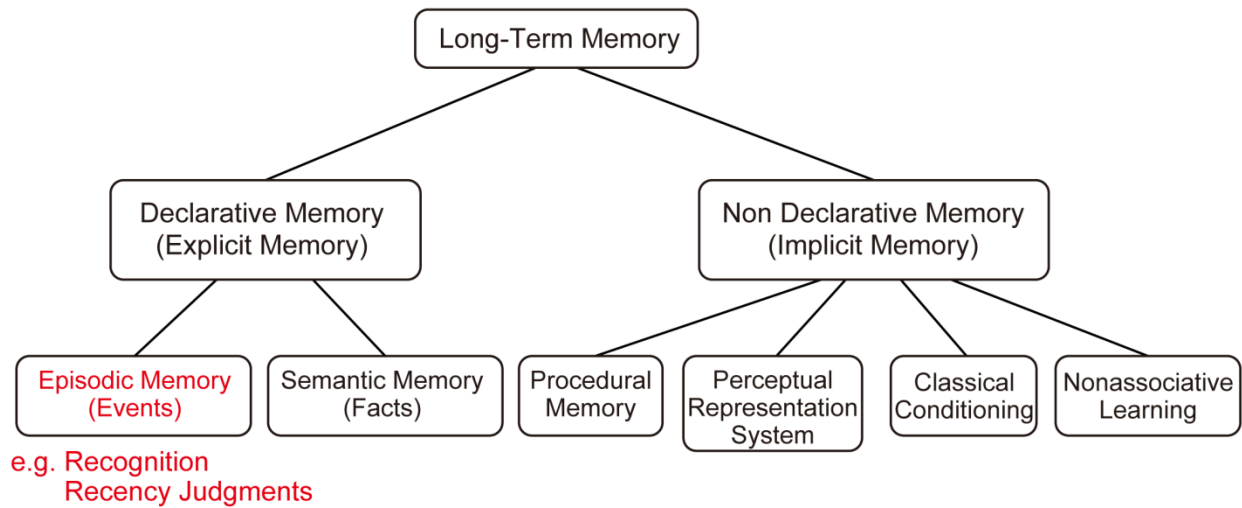 Long-Term Memory
Declarative Memory
(Explicit Memory)
Non Declarative Memory
(Implicit Memory)
Episodic Memory
(Events)
Semantic Memory
(Facts)
Procedural
Memory
Perceptual
Representation
System
Classical
Conditioning
Nonassociative
Learning
e.g. Recognition
Recency Judgments